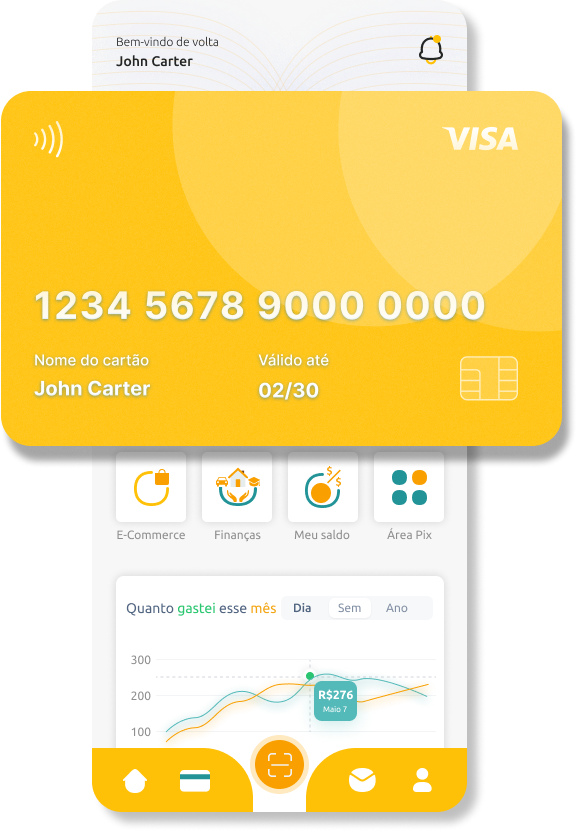 Bem-vindo de volta
John Carter
VISA
1234 5678 9000 0000
Nome do cartão
Válido até
John Carter
02/30
E-Commerce
Finanças
Meu saldo
Área Pix
Quanto gastei esse mês
Dia
Sem
Ano
300
200
100
R$276
Maio 7